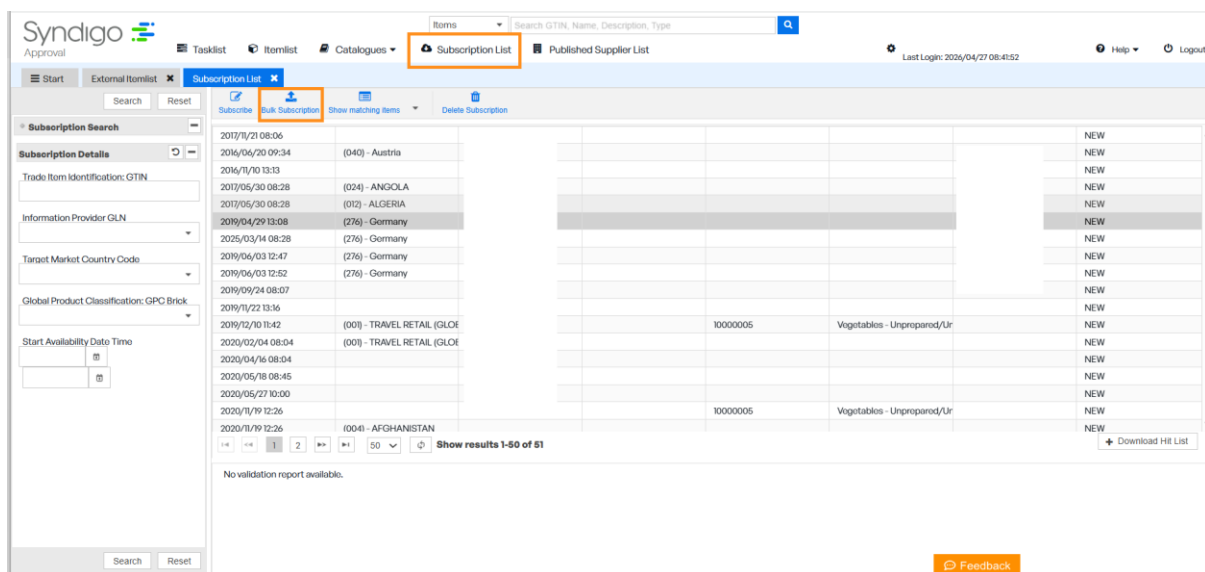 Syndigo
Approval
Items
Search GTIN, Name, Description, Type
Tasklist
Itemlist
Catalogues
Subscription List
Published Supplier List
Last Login: 2026/04/27 08:41:52
Help
Logout
Start
External Itemlist
Subscription List
Search Reset
Subscribe
Bulk Subscription
Show matching items
Delete Subscription
Subscription Search
Subscription Details
Trade Item Identification: GTIN
Information Provider GLN
Target Market Country Code
Global Product Classification: GPC Brick
Start Availability Date Time
2017/11/21 08:06 NEW
2016/06/20 09:34 (040) - Austria NEW
2016/11/10 13:13 NEW
2017/05/30 08:28 (024) - ANGOLA NEW
2017/05/30 08:28 (012) - ALGERIA NEW
2019/04/29 13:08 (276) - Germany NEW
2025/03/14 08:28 (276) - Germany NEW
2019/06/03 12:47 (276) - Germany NEW
2019/06/03 12:52 (276) - Germany NEW
2019/09/24 08:07 NEW
2019/11/22 13:16 NEW
2019/12/10 11:42 (001) - TRAVEL RETAIL (GLOB 10000005 Vegetables - Unprepared/Un NEW
2020/02/04 08:04 (001) - TRAVEL RETAIL (GLOB NEW
2020/04/16 08:04 NEW
2020/05/18 08:45 NEW
2020/05/27 10:00 NEW
2020/11/19 12:26 10000005 Vegetables - Unprepared/Un NEW
2020/11/19 12:26 (004) - AFGHANISTAN NEW
1 2 50 Show results 1-50 of 51
Download Hit List
No validation report available.
Search Reset
Feedback